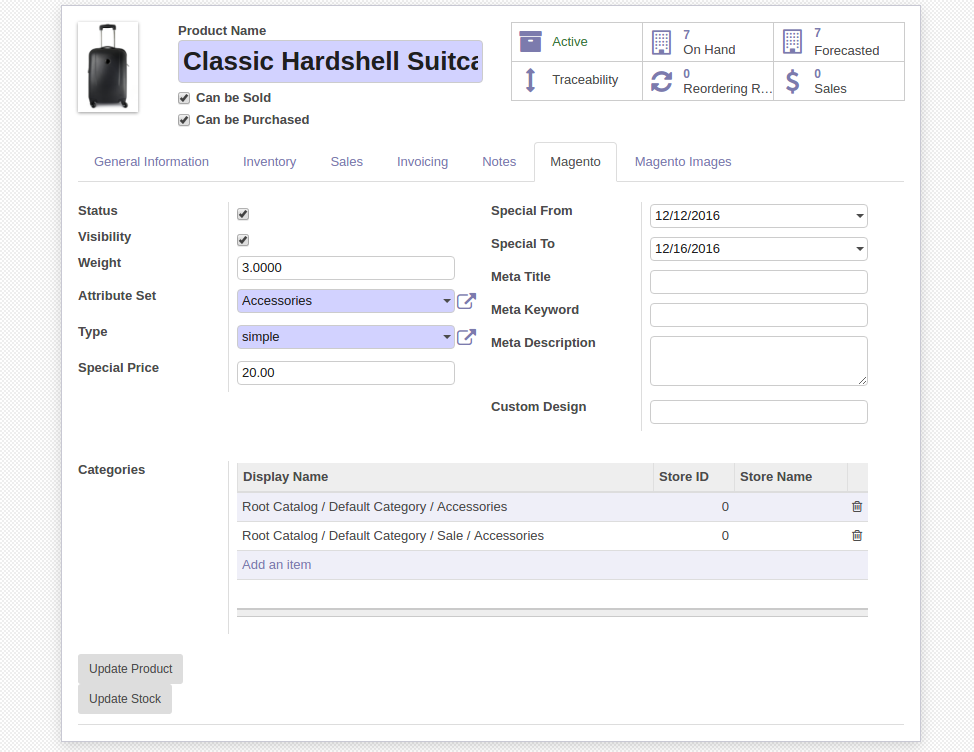 Product Name
Classic Hardshell Suitca
Can be Sold
Can be Purchased
Active
7
On Hand
7
Forecasted
Traceability
0
Reordering R...
0
Sales
General Information Inventory Sales Invoicing Notes Magento Magento Images
Status
Visibility
Weight 3.0000
Attribute Set Accessories
Type simple
Special Price 20.00
Special From 12/12/2016
Special To 12/16/2016
Meta Title
Meta Keyword
Meta Description
Custom Design
Categories
Display Name Store ID Store Name
Root Catalog / Default Category / Accessories 0
Root Catalog / Default Category / Sale / Accessories 0
Add an item
Update Product
Update Stock